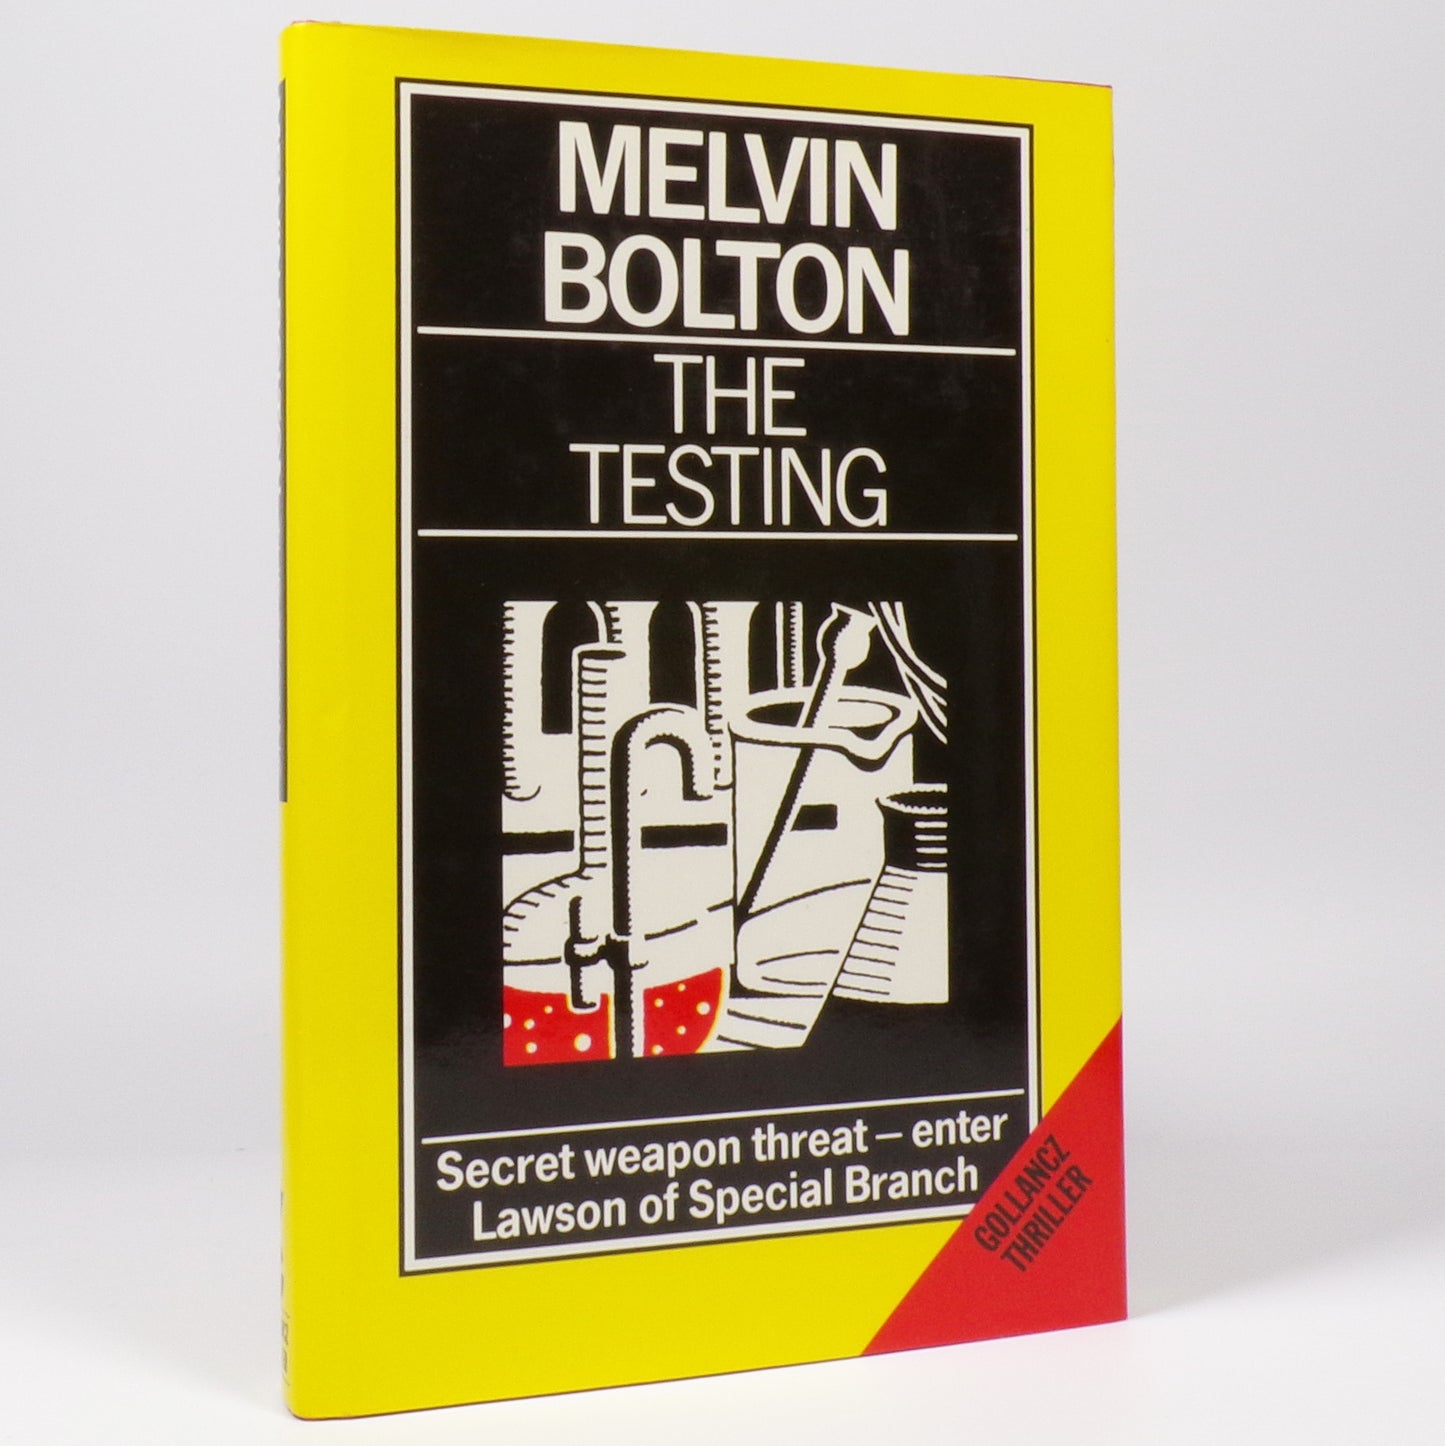 MELVIN
BOLTON
THE
TESTING
Secret weapon threat – enter
Lawson of Special Branch
GOLLANCZ
THRILLER